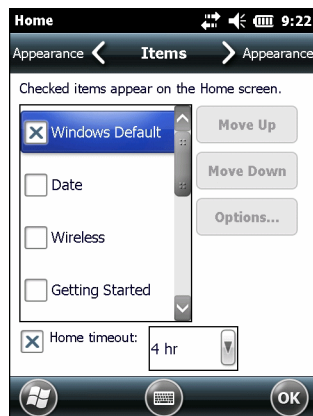 Home 9:22
Appearance Items Appearance
Checked items appear on the Home screen.
Windows Default
Date
Wireless
Getting Started
Move Up
Move Down
Options...
Home timeout: 4 hr
OK